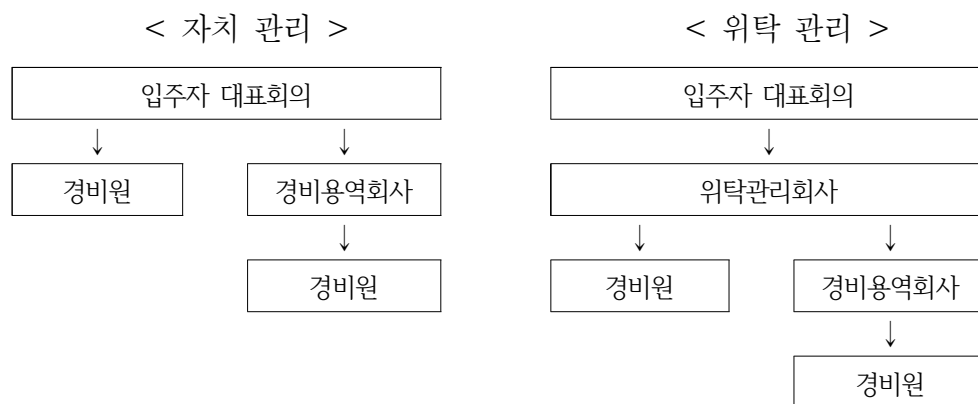 < 자치 관리 >
입주자 대표회의
↓ ↓
경비원 경비용역회사
↓
경비원
< 위탁 관리 >
입주자 대표회의
↓
위탁관리회사
↓ ↓
경비원 경비용역회사
↓
경비원